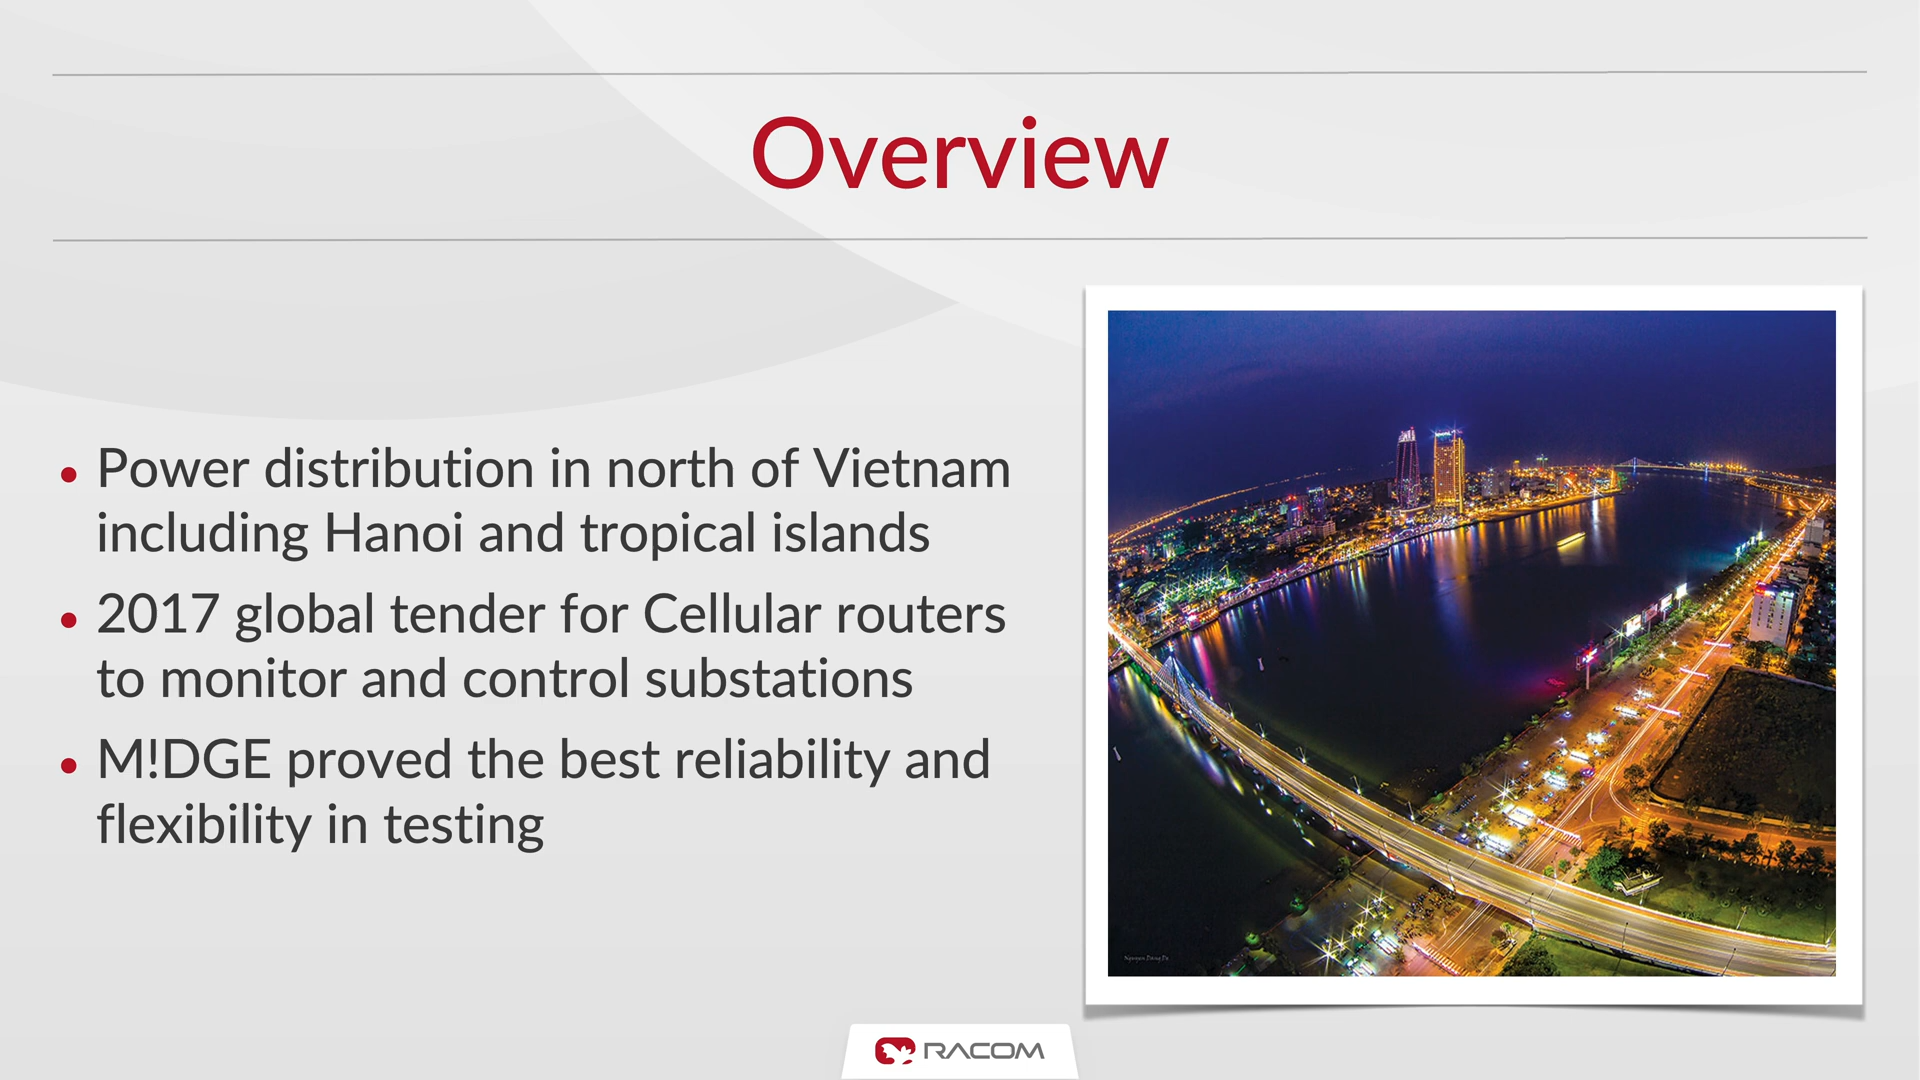 Overview
• Power distribution in north of Vietnam
including Hanoi and tropical islands
• 2017 global tender for Cellular routers
to monitor and control substations
• M!DGE proved the best reliability and
flexibility in testing
RACOM